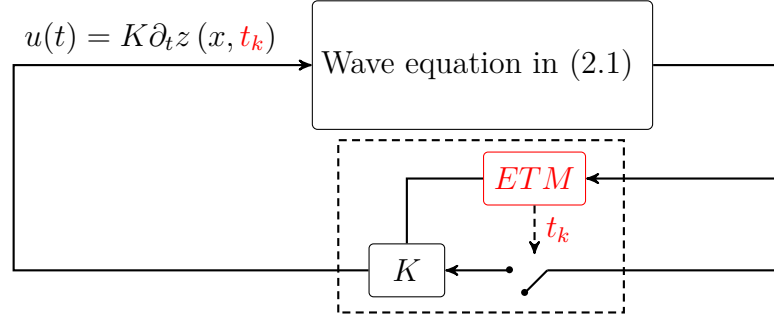 u(t) = K∂ₜz (x, tₖ)
Wave equation in (2.1)
ETM
tₖ
K